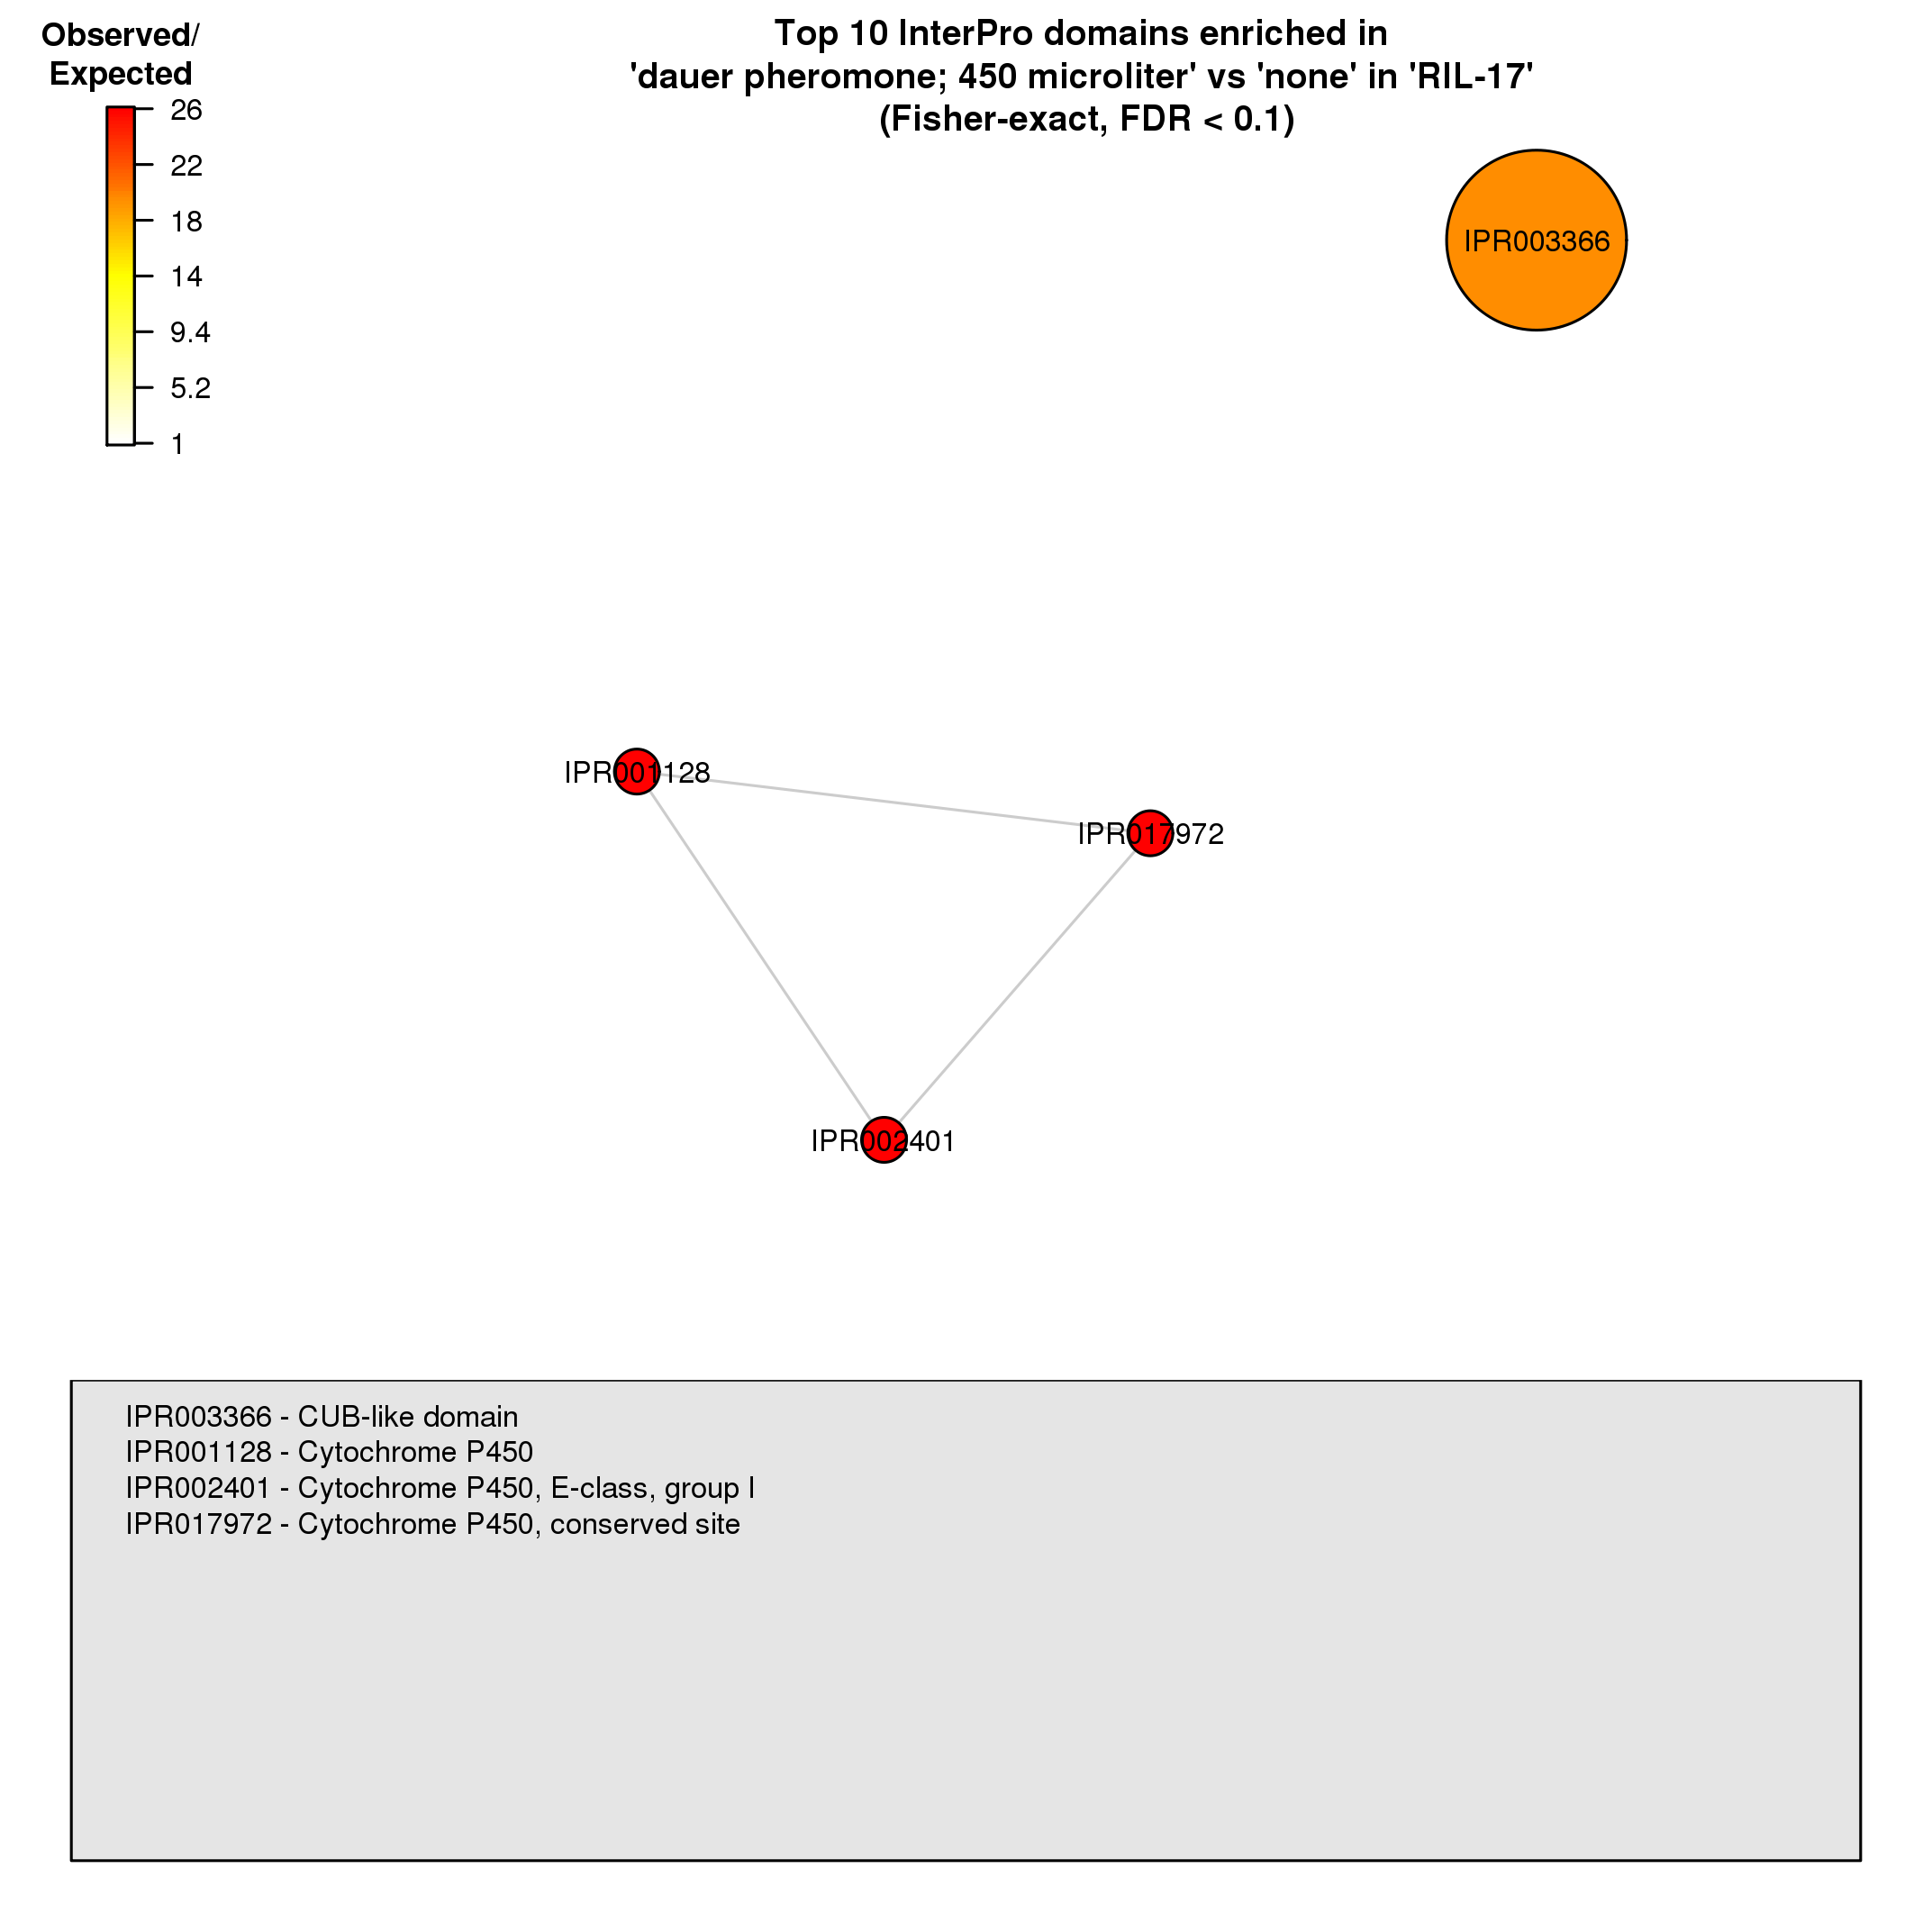 Observed/
Expected
26
22
18
14
9.4
5.2
1
Top 10 InterPro domains enriched in
'dauer pheromone; 450 microliter' vs 'none' in 'RIL-17'
(Fisher-exact, FDR < 0.1)
IPR003366
IPR001128
IPR017972
IPR002401
IPR003366 - CUB-like domain
IPR001128 - Cytochrome P450
IPR002401 - Cytochrome P450, E-class, group I
IPR017972 - Cytochrome P450, conserved site